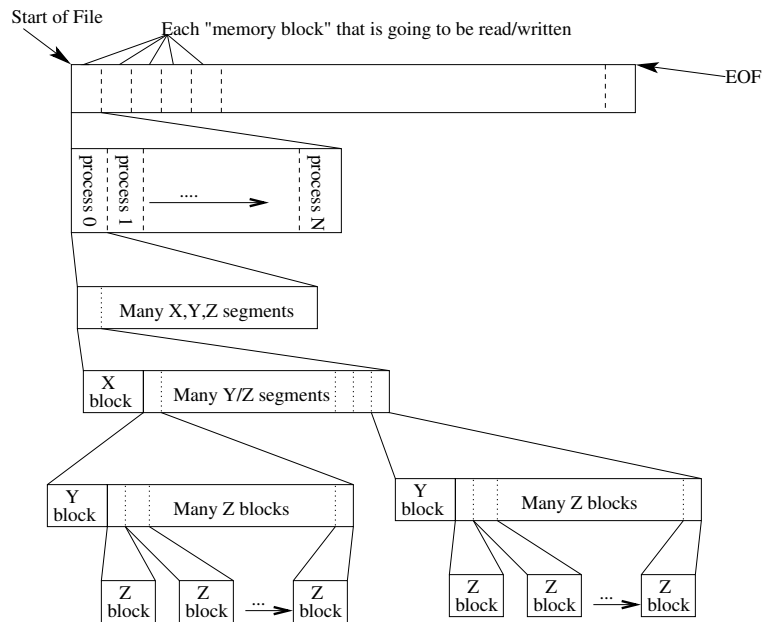 Start of File
Each "memory block" that is going to be read/written
EOF
process 0
process 1
....
process N
Many X,Y,Z segments
X
block
Many Y/Z segments
Y
block
Many Z blocks
Y
block
Many Z blocks
Z
block
Z
block
...
Z
block
Z
block
Z
block
...
Z
block